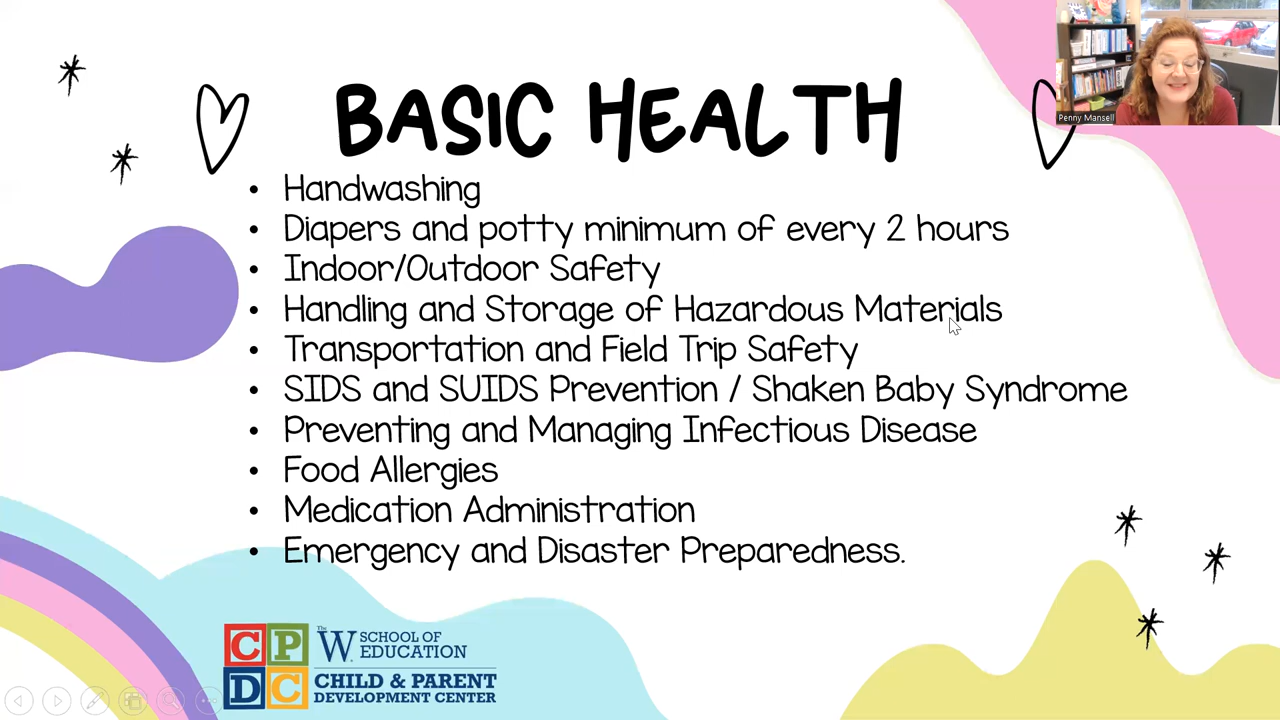 BASIC HEALTH
Penny Mansell
• Handwashing
• Diapers and potty minimum of every 2 hours
• Indoor/Outdoor Safety
• Handling and Storage of Hazardous Materials
• Transportation and Field Trip Safety
• SIDS and SUIDS Prevention / Shaken Baby Syndrome
• Preventing and Managing Infectious Disease
• Food Allergies
• Medication Administration
• Emergency and Disaster Preparedness.
CP
DC
The W. SCHOOL OF
EDUCATION
CHILD & PARENT
DEVELOPMENT CENTER